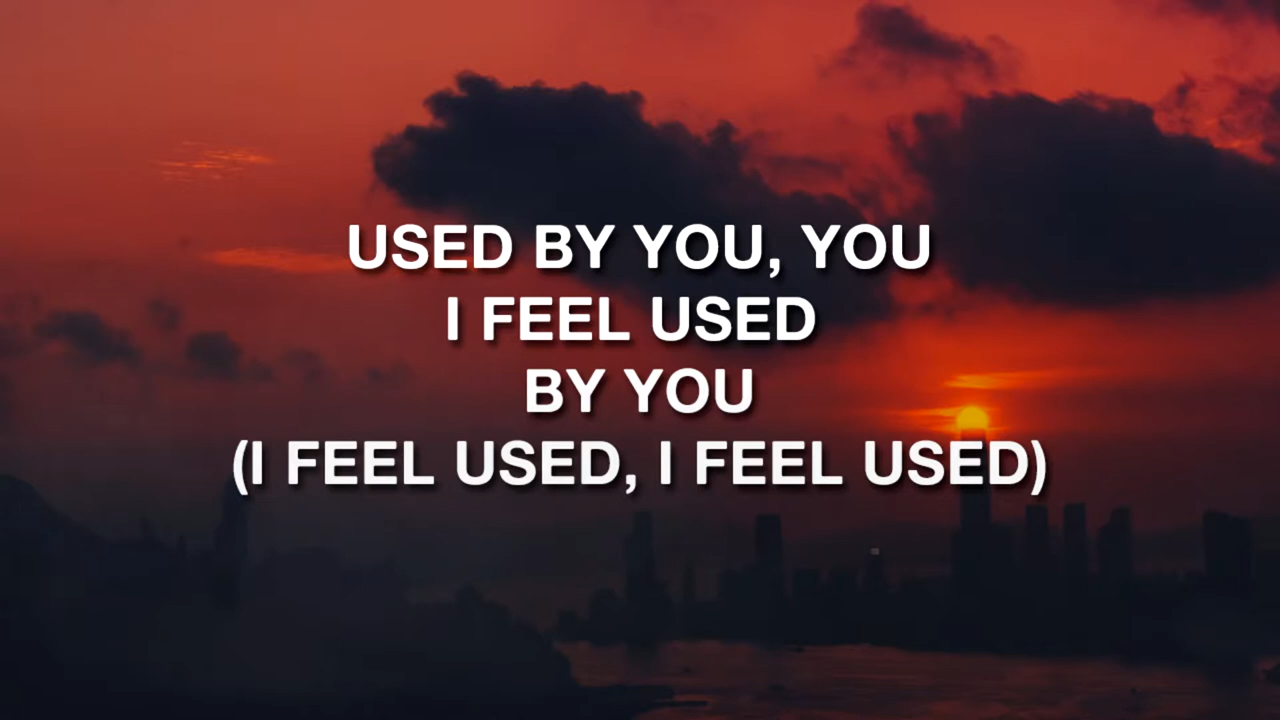 USED BY YOU, YOU
I FEEL USED
BY YOU
(I FEEL USED, I FEEL USED)